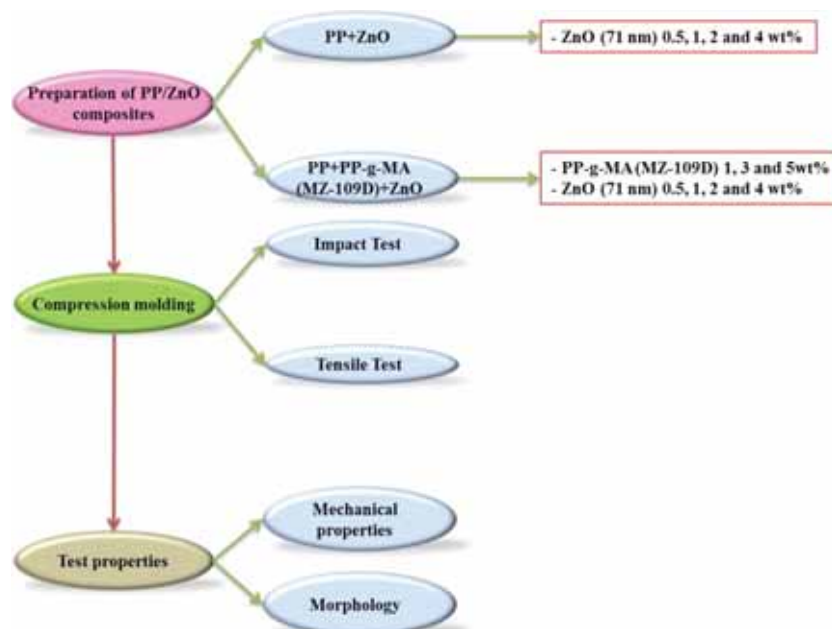 PP+ZnO
- ZnO (71 nm) 0.5, 1, 2 and 4 wt%
Preparation of PP/ZnO
composites
PP+PP-g-MA
(MZ-109D)+ZnO
- PP-g-MA(MZ-109D) 1, 3 and 5wt%
- ZnO (71 nm) 0.5, 1, 2 and 4 wt%
Impact Test
Compression molding
Tensile Test
Mechanical
properties
Test properties
Morphology